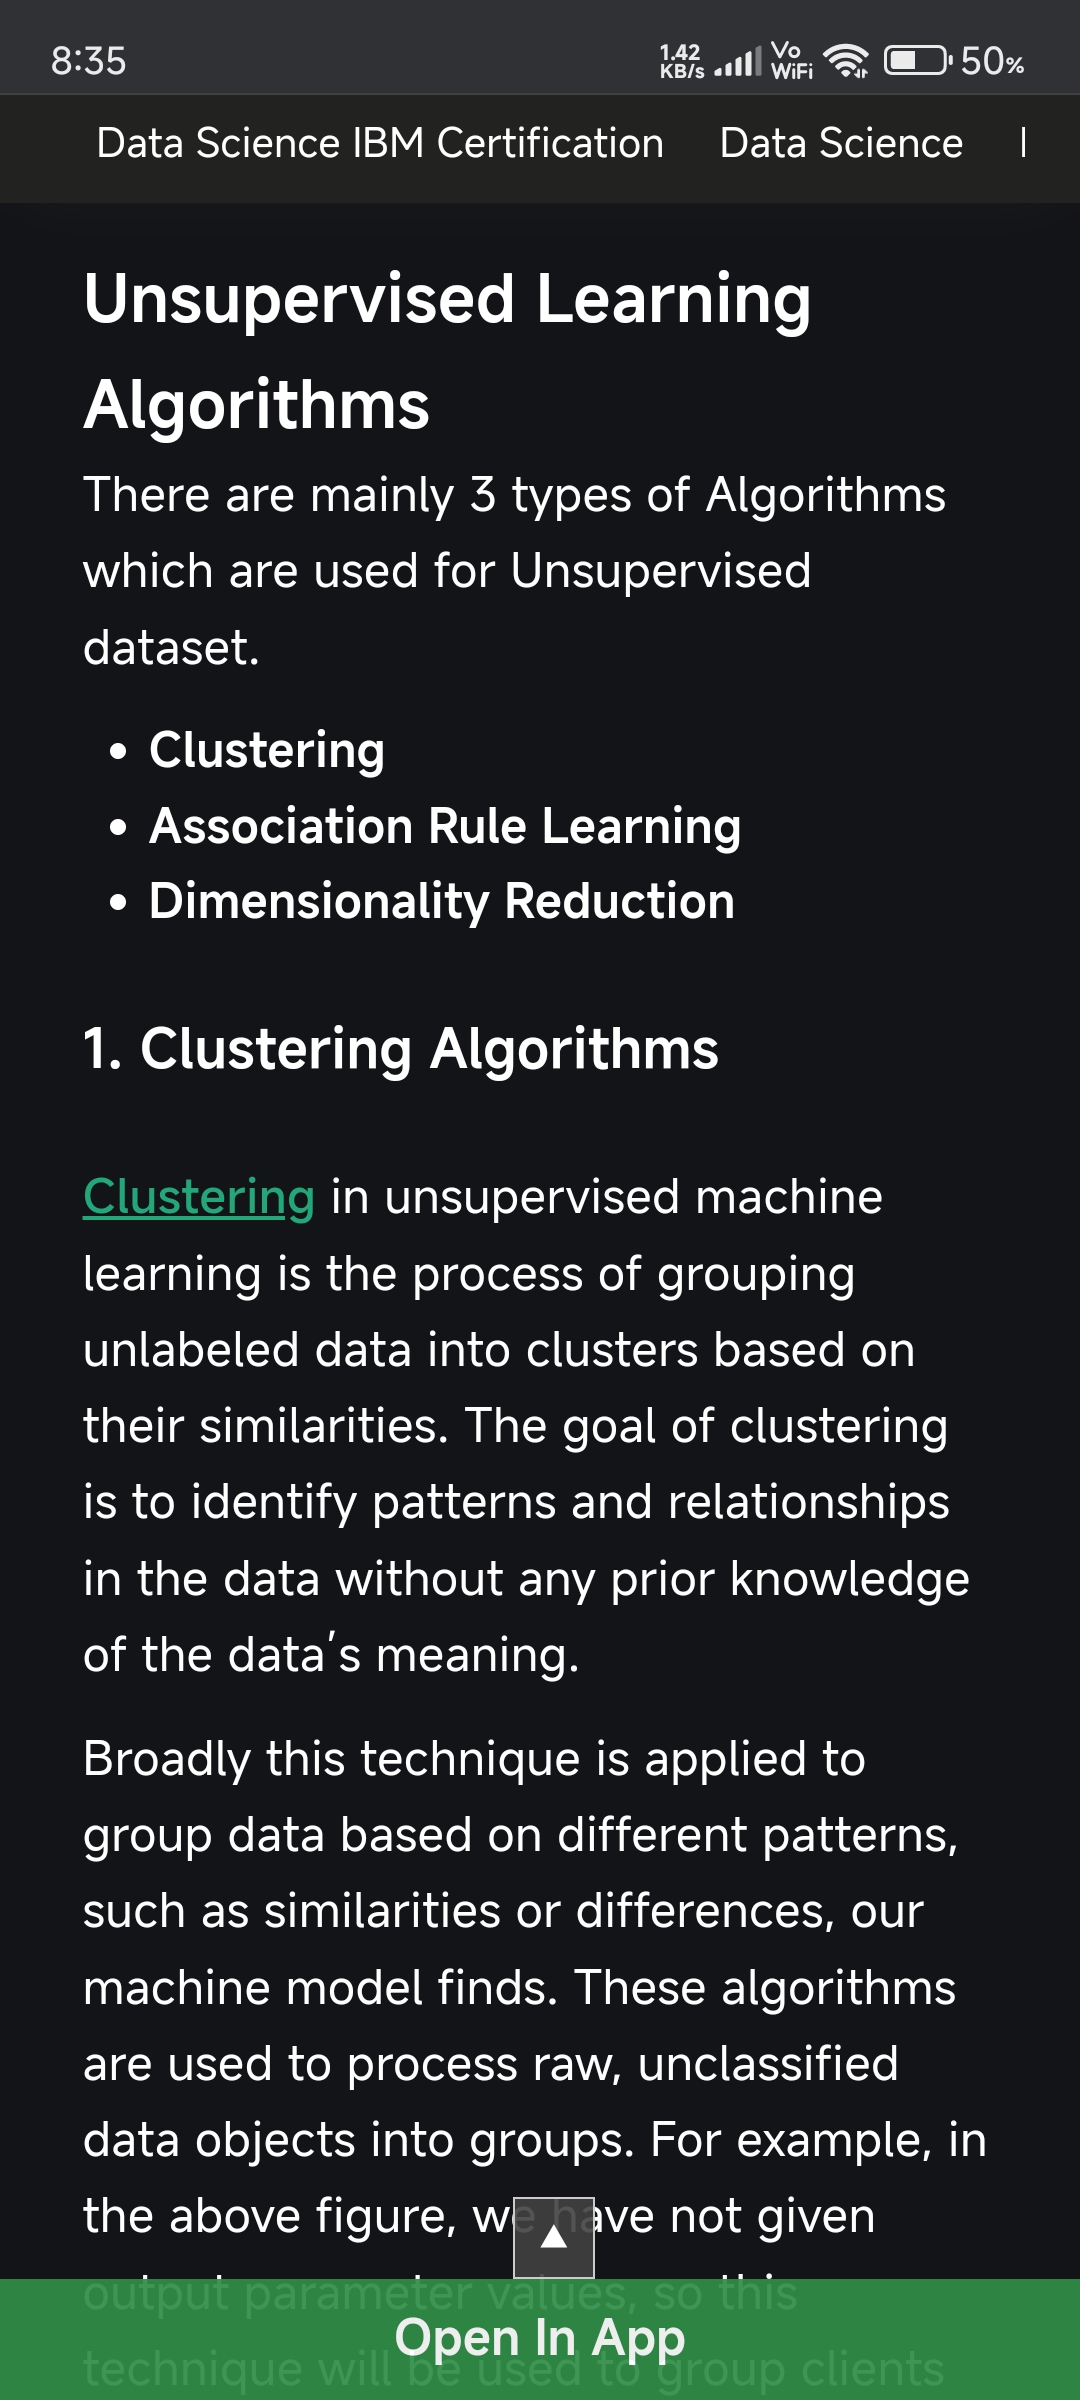 8:35
1.42 KB/s
Vo WiFi
50%
Data Science IBM Certification Data Science
Unsupervised Learning
Algorithms
There are mainly 3 types of Algorithms
which are used for Unsupervised
dataset.
• Clustering
• Association Rule Learning
• Dimensionality Reduction
1. Clustering Algorithms
Clustering in unsupervised machine
learning is the process of grouping
unlabeled data into clusters based on
their similarities. The goal of clustering
is to identify patterns and relationships
in the data without any prior knowledge
of the data’s meaning.
Broadly this technique is applied to
group data based on different patterns,
such as similarities or differences, our
machine model finds. These algorithms
are used to process raw, unclassified
data objects into groups. For example, in
the above figure, we have not given
output parameter values, so this
Open In App
technique will be used to group clients